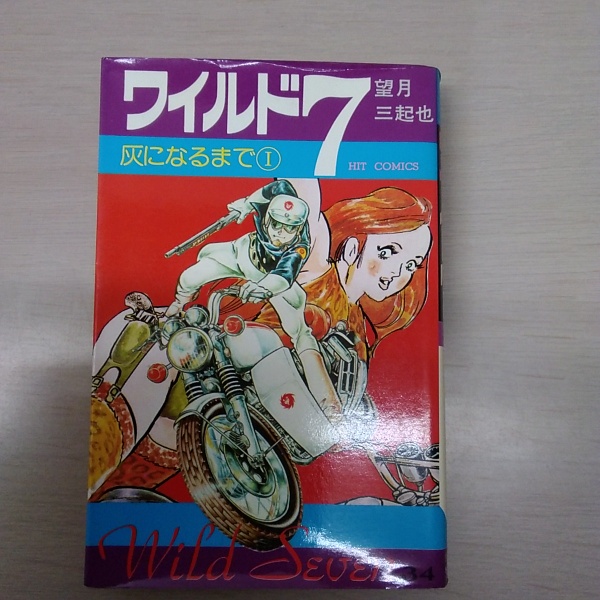 ワイルド7
望月
三起也
灰になるまで①
HIT COMICS
Wild Seven 34